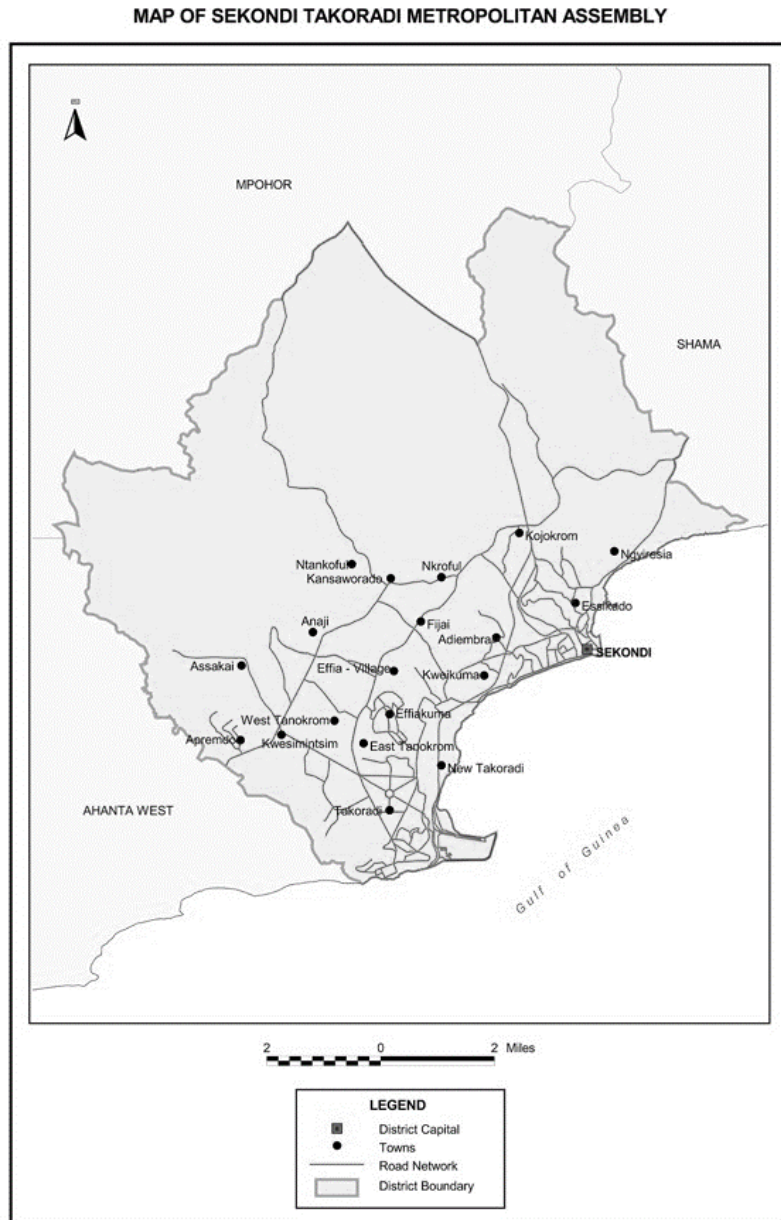 MAP OF SEKONDI TAKORADI METROPOLITAN ASSEMBLY
MPOHOR
SHAMA
Kojokrom
Ngyiresia
Ntankoful
Kansaworado
Nkroful
Essikado
Anaji
Fijai
Adiembra
SEKONDI
Assakai
Effia - Village
Kweikuma
West Tanokrom
Effiakuma
Apremdo
Kwesimintsim
East Tanokrom
New Takoradi
AHANTA WEST
Takoradi
Gulf of Guinea
2 0 2 Miles
LEGEND
District Capital
Towns
Road Network
District Boundary